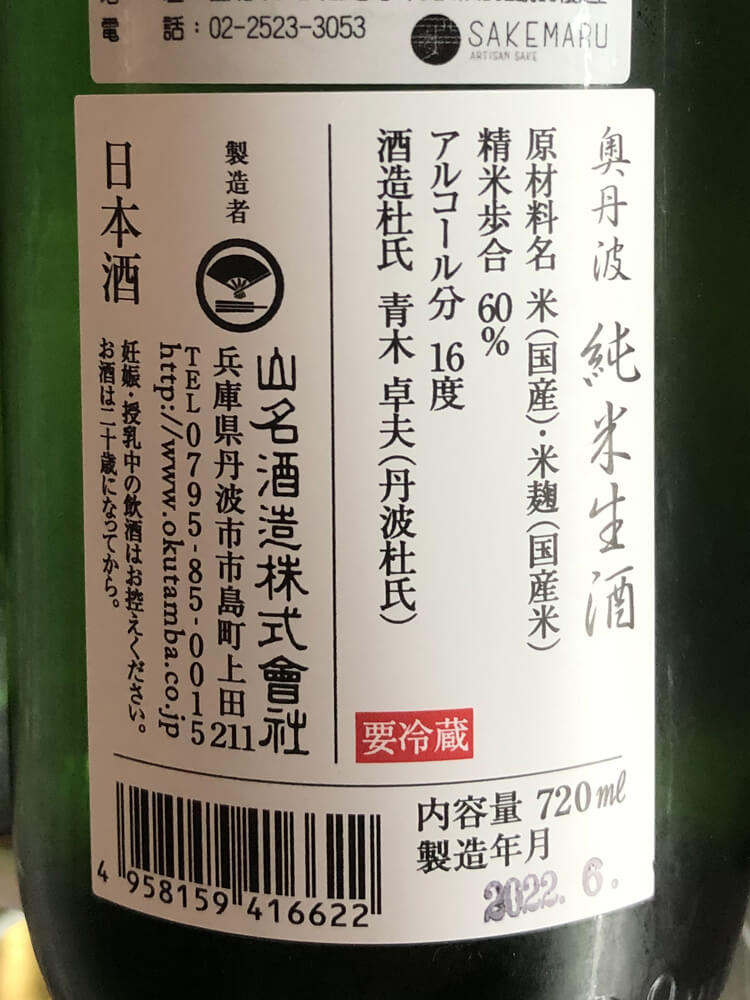 電 話:02-2523-3053
SAKEMARU
ARTISAN SAKE
奥丹波 純米生酒
原材料名 米(国産)・米麹(国産米)
精米歩合 60%
アルコール分 16度
酒造杜氏 青木 卓夫(丹波杜氏)
要冷蔵
製造者
山名酒造株式會社
兵庫県丹波市市島町上田211
TEL0795-85-0015
http://www.okutamba.co.jp
日本酒
妊娠・授乳中の飲酒はお控えください。
お酒は二十歳になってから。
内容量 720ml
製造年月
2022. 6.
4 958159 416622